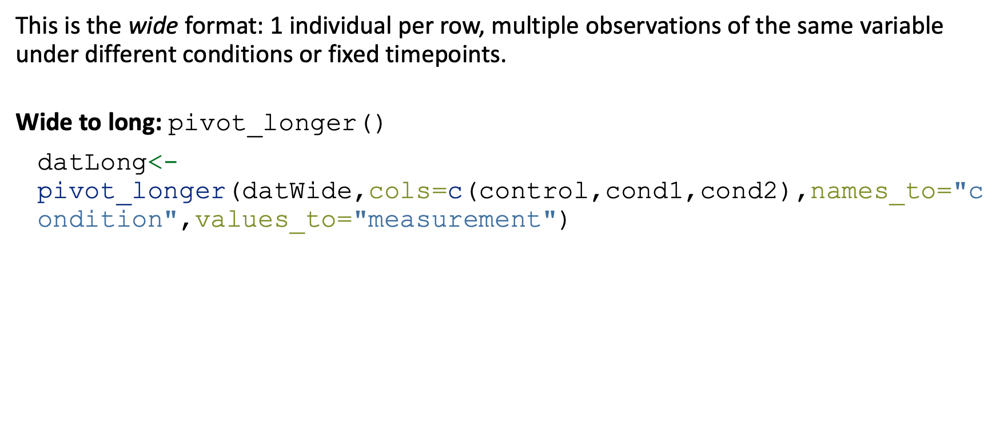 This is the wide format: 1 individual per row, multiple observations of the same variable
under different conditions or fixed timepoints.
Wide to long: pivot_longer()
datLong<-
pivot_longer(datWide,cols=c(control,cond1,cond2),names_to="c
ondition",values_to="measurement")